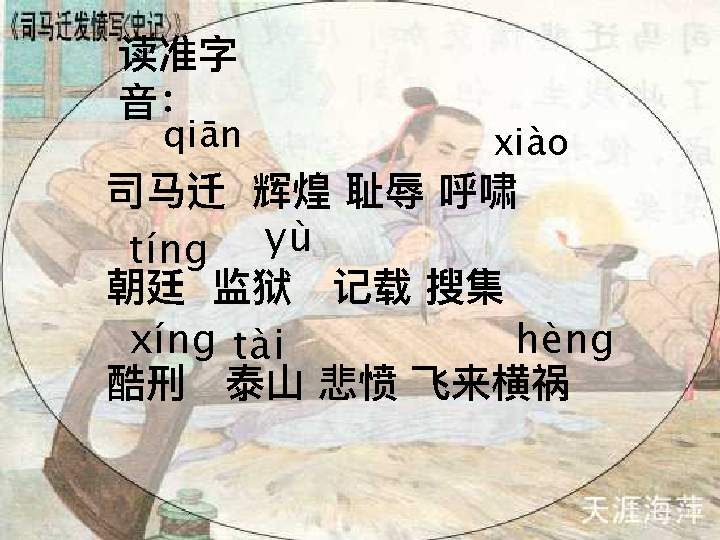 《司马迁发愤写《史记》》
读准字
音：
qiān xiào
司马迁 辉煌 耻辱 呼啸
tíng yù
朝廷 监狱 记载 搜集
xíng tài hèng
酷刑 泰山 悲愤 飞来横祸
天涯海萍